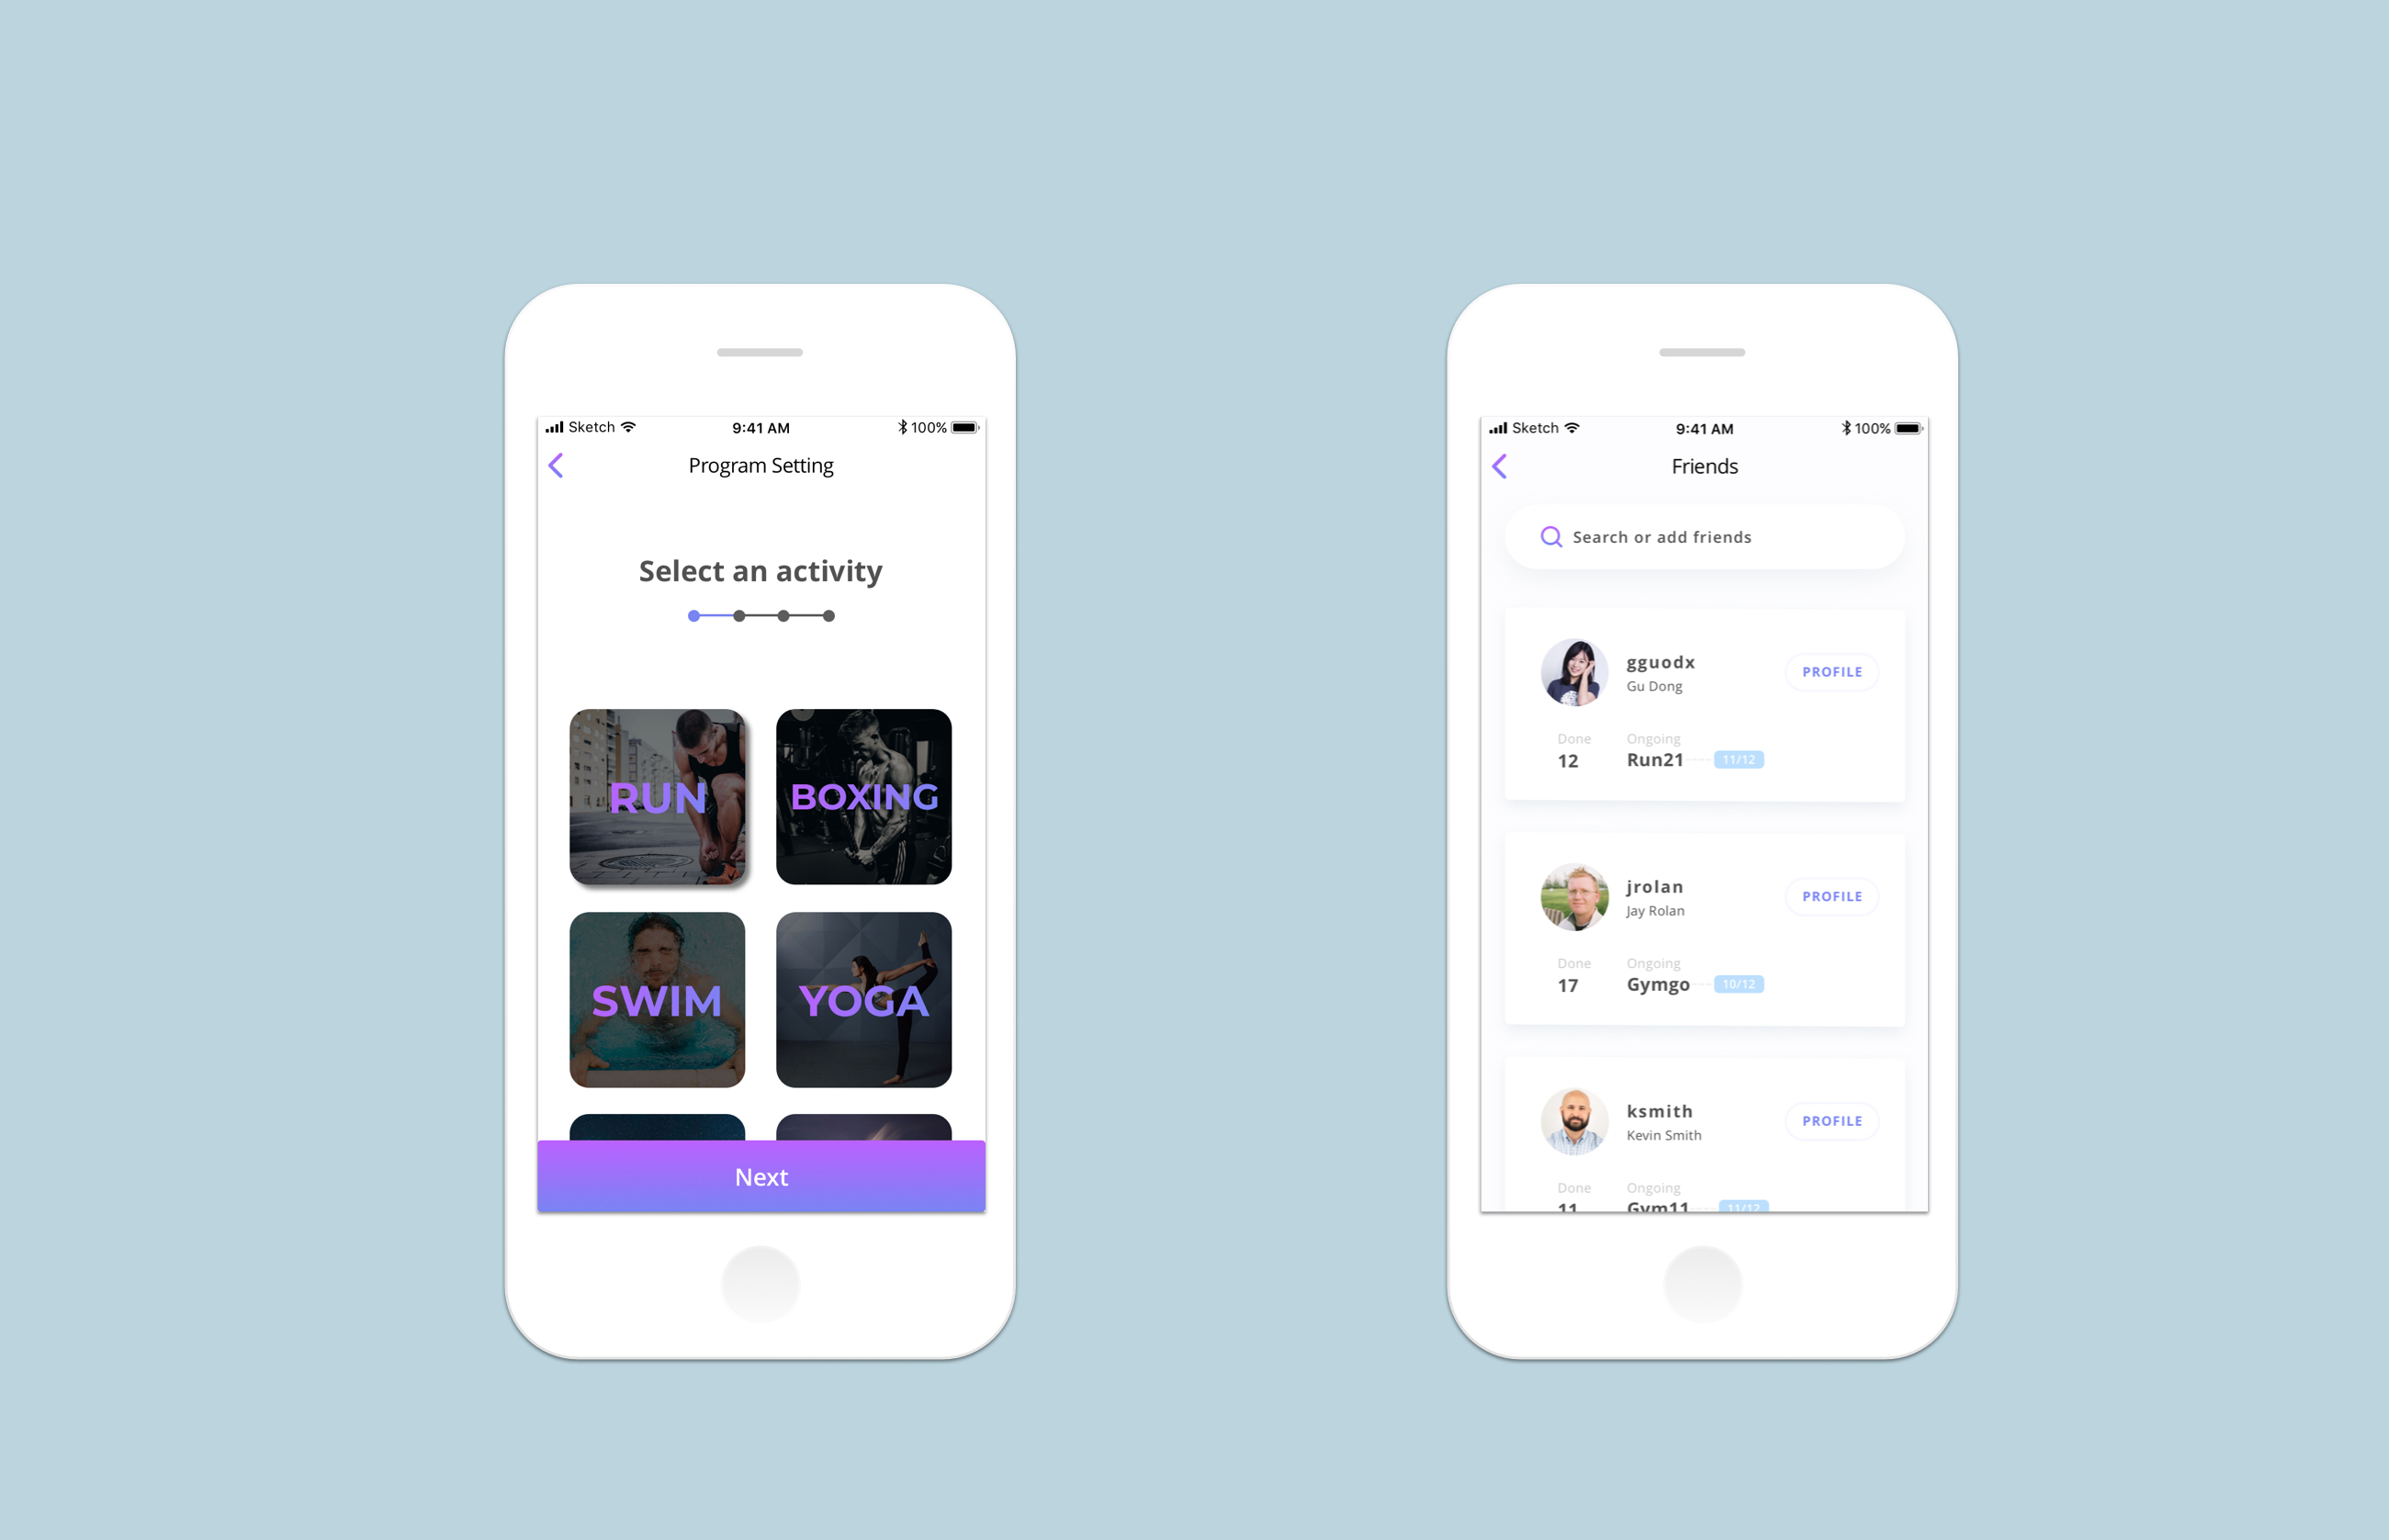 Sketch 9:41 AM 100%
Program Setting
Select an activity
RUN BOXING
SWIM YOGA
Next
Sketch 9:41 AM 100%
Friends
Search or add friends
gguodx
Gu Dong
PROFILE
Done Ongoing
12 Run21 11/12
jrolan
Jay Rolan
PROFILE
Done Ongoing
17 Gymgo 10/12
ksmith
Kevin Smith
PROFILE
Done Ongoing
11 Gym11 11/12